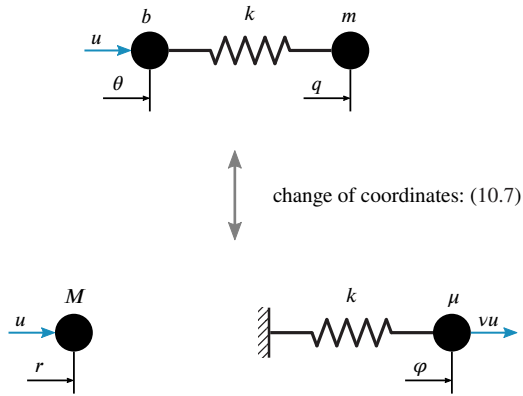 b k m
u
θ q
change of coordinates: (10.7)
M k μ
u νu
r φ